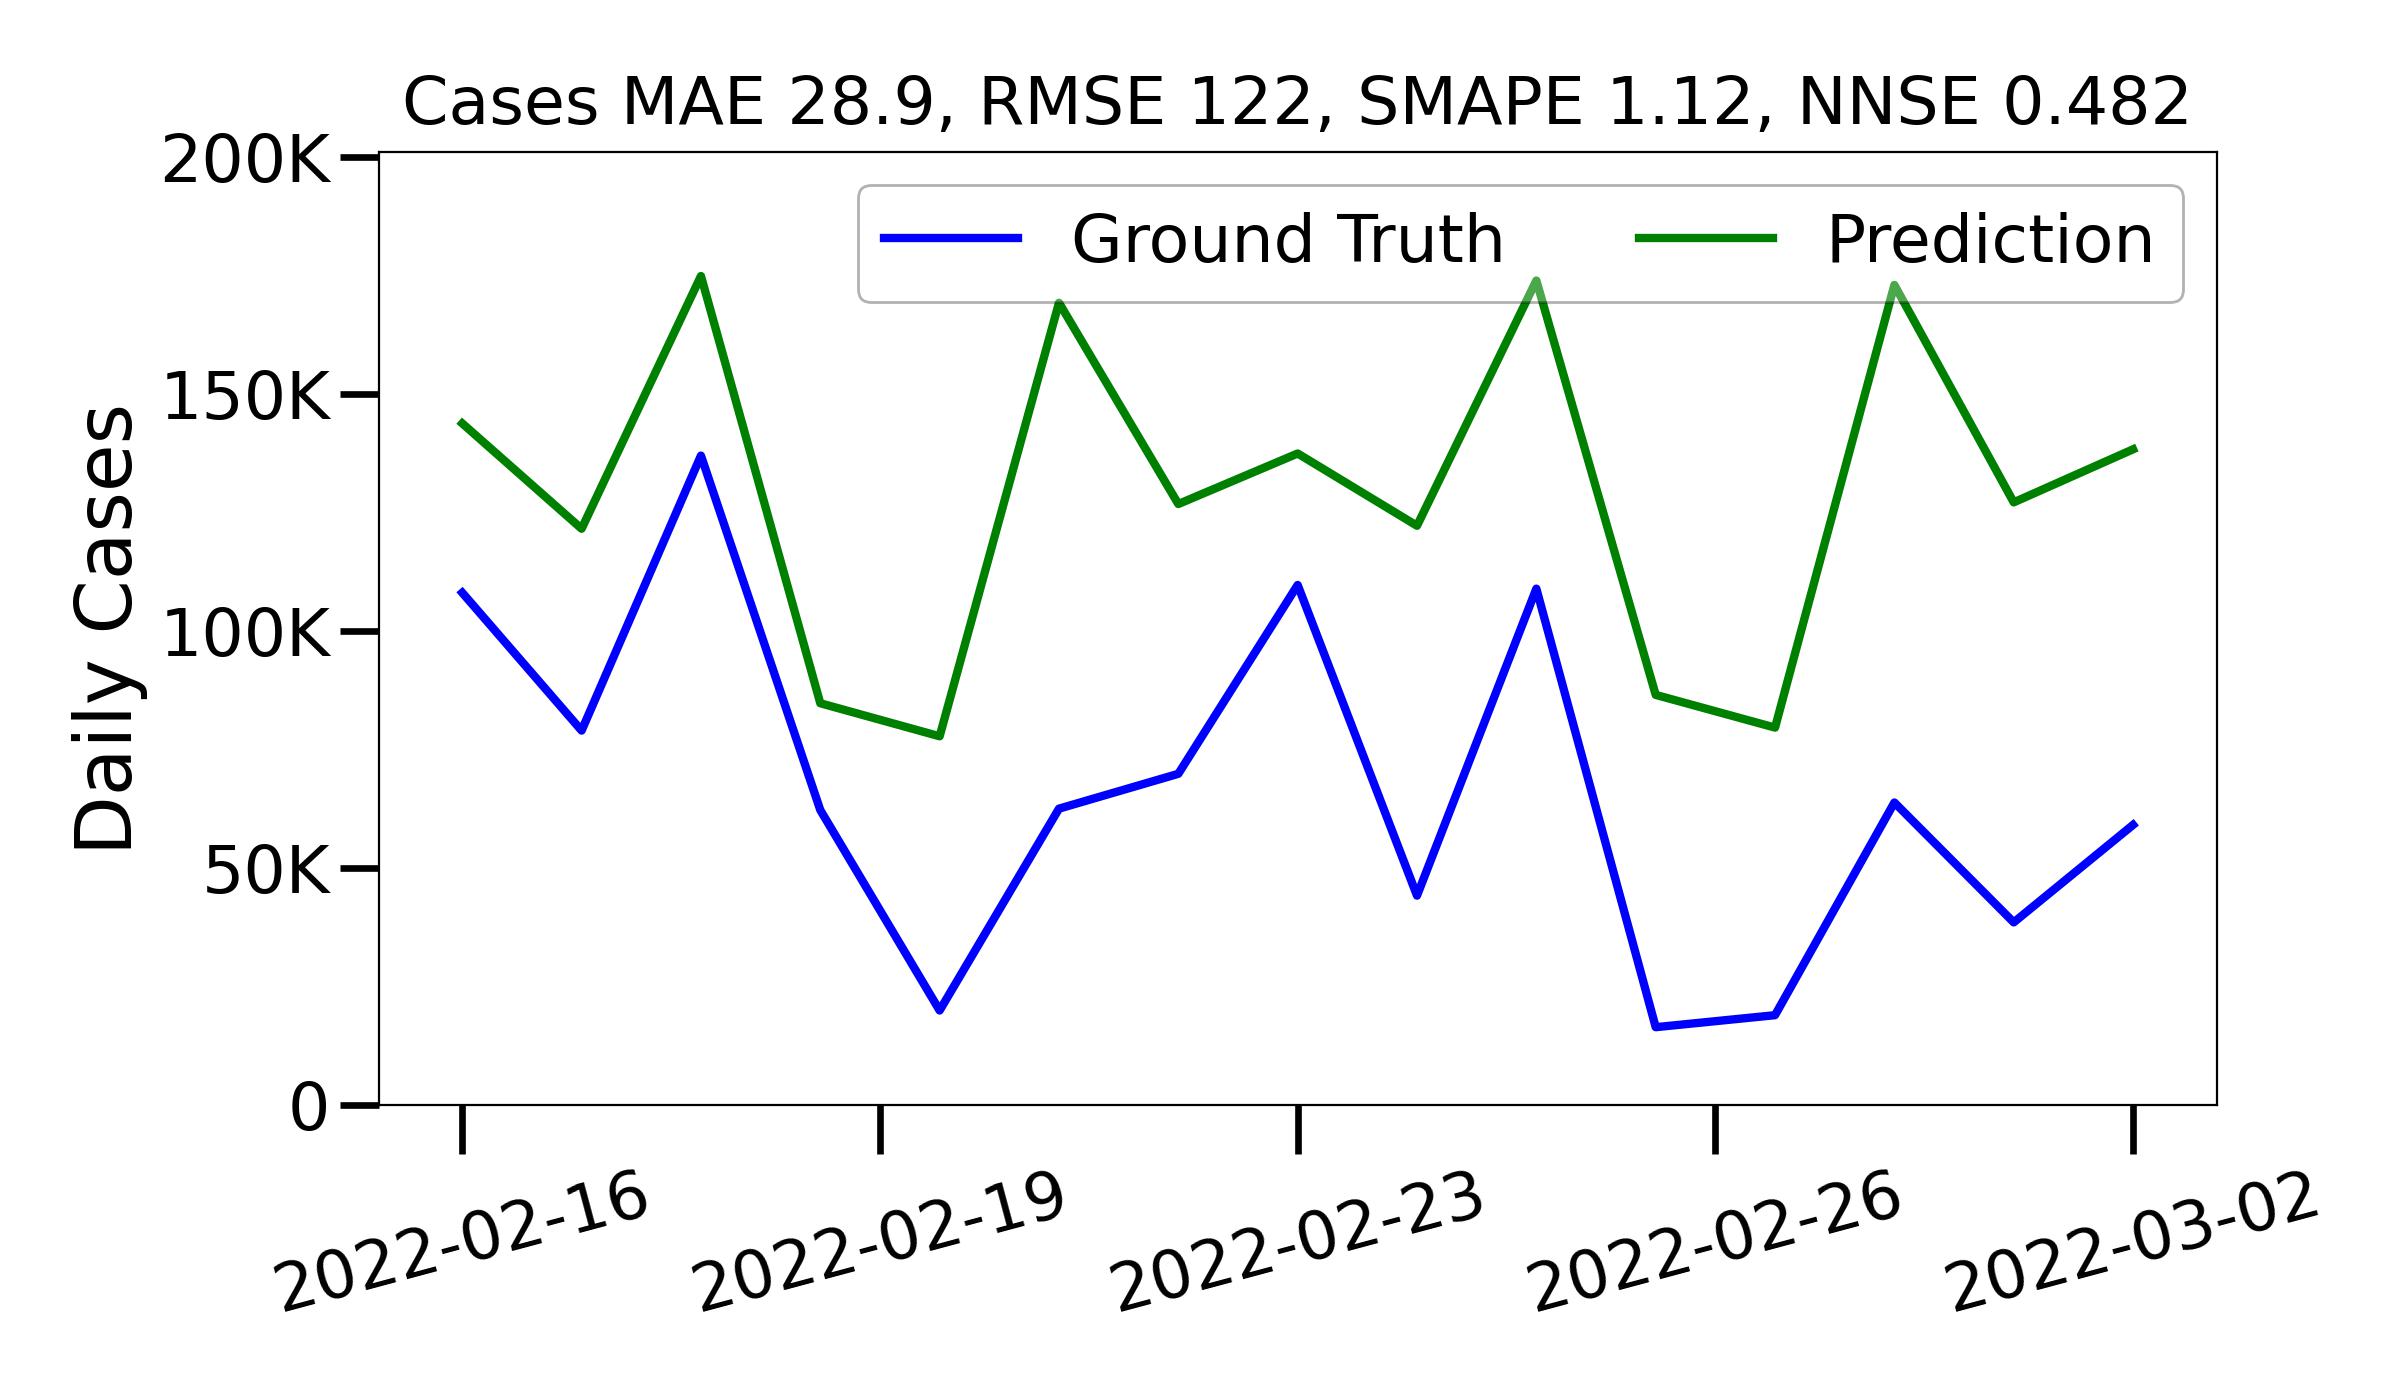 Cases MAE 28.9, RMSE 122, SMAPE 1.12, NNSE 0.482
Ground Truth
Prediction
Daily Cases
200K
150K
100K
50K
0
2022-02-16
2022-02-19
2022-02-23
2022-02-26
2022-03-02